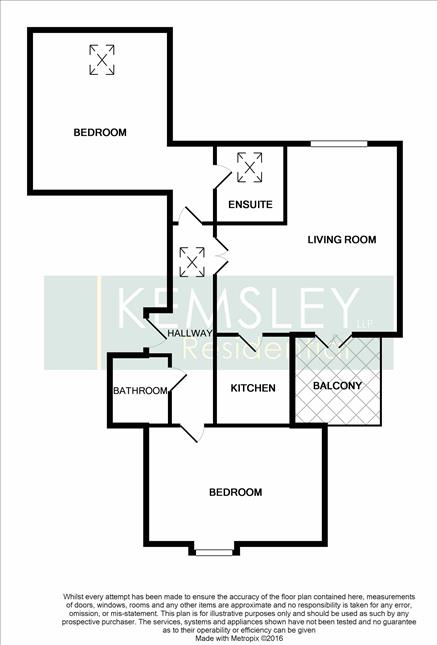 BEDROOM
ENSUITE
LIVING ROOM
KEMSLEY LLP
HALLWAY
Residential
BATHROOM
KITCHEN
BALCONY
BEDROOM
Whilst every attempt has been made to ensure the accuracy of the floor plan contained here, measurements
of doors, windows, rooms and any other items are approximate and no responsibility is taken for any error,
omission, or mis-statement. This plan is for illustrative purposes only and should be used as such by any
prospective purchaser. The services, systems and appliances shown have not been tested and no guarantee
as to their operability or efficiency can be given
Made with Metropix ©2016